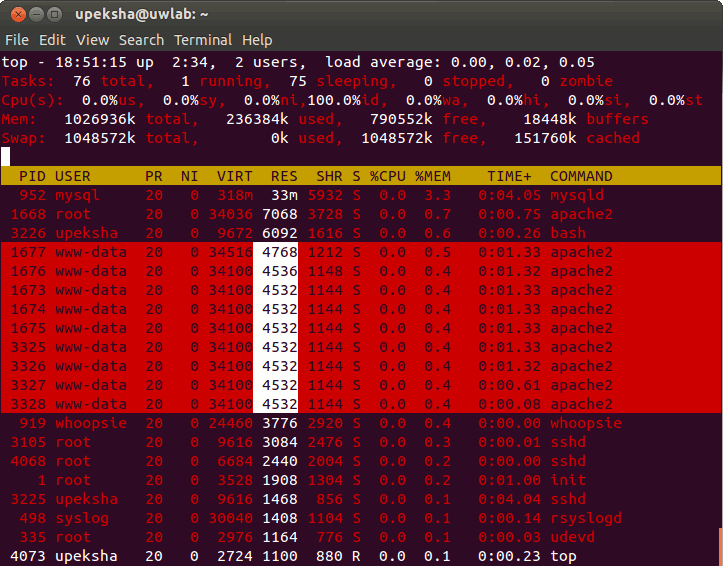 upeksha@uwlab: ~
File Edit View Search Terminal Help
top - 18:51:15 up  2:34,  2 users,  load average: 0.00, 0.02, 0.05
Tasks:  76 total,   1 running,  75 sleeping,   0 stopped,   0 zombie
Cpu(s):  0.0%us,  0.0%sy,  0.0%ni,100.0%id,  0.0%wa,  0.0%hi,  0.0%si,  0.0%st
Mem:   1026936k total,   236384k used,   790552k free,    18448k buffers
Swap:  1048572k total,        0k used,  1048572k free,   151760k cached
PID USER      PR  NI  VIRT  RES  SHR S %CPU %MEM    TIME+  COMMAND
952 mysql     20   0  318m  33m 5932 S  0.0  3.3   0:04.05 mysqld
1668 root      20   0 34036 7068 3728 S  0.0  0.7   0:00.75 apache2
3226 upeksha   20   0  9672 6092 1616 S  0.0  0.6   0:00.26 bash
1677 www-data  20   0 34516 4768 1212 S  0.0  0.5   0:01.33 apache2
1676 www-data  20   0 34100 4536 1148 S  0.0  0.4   0:01.32 apache2
1673 www-data  20   0 34100 4532 1144 S  0.0  0.4   0:01.33 apache2
1674 www-data  20   0 34100 4532 1144 S  0.0  0.4   0:01.33 apache2
1675 www-data  20   0 34100 4532 1144 S  0.0  0.4   0:01.33 apache2
3325 www-data  20   0 34100 4532 1144 S  0.0  0.4   0:01.33 apache2
3326 www-data  20   0 34100 4532 1144 S  0.0  0.4   0:01.32 apache2
3327 www-data  20   0 34100 4532 1144 S  0.0  0.4   0:00.61 apache2
3328 www-data  20   0 34100 4532 1144 S  0.0  0.4   0:00.08 apache2
919 whoopsie  20   0 24460 3776 2920 S  0.0  0.4   0:00.00 whoopsie
3105 root      20   0  9616 3084 2476 S  0.0  0.3   0:00.01 sshd
4068 root      20   0  6684 2440 2004 S  0.0  0.2   0:00.00 sshd
1 root      20   0  3528 1908 1304 S  0.0  0.2   0:01.00 init
3225 upeksha   20   0  9616 1468  856 S  0.0  0.1   0:04.04 sshd
498 syslog    20   0 30040 1408 1104 S  0.0  0.1   0:00.14 rsyslogd
335 root      20   0  2976 1164  776 S  0.0  0.1   0:00.03 udevd
4073 upeksha   20   0  2724 1100  880 R  0.0  0.1   0:00.23 top